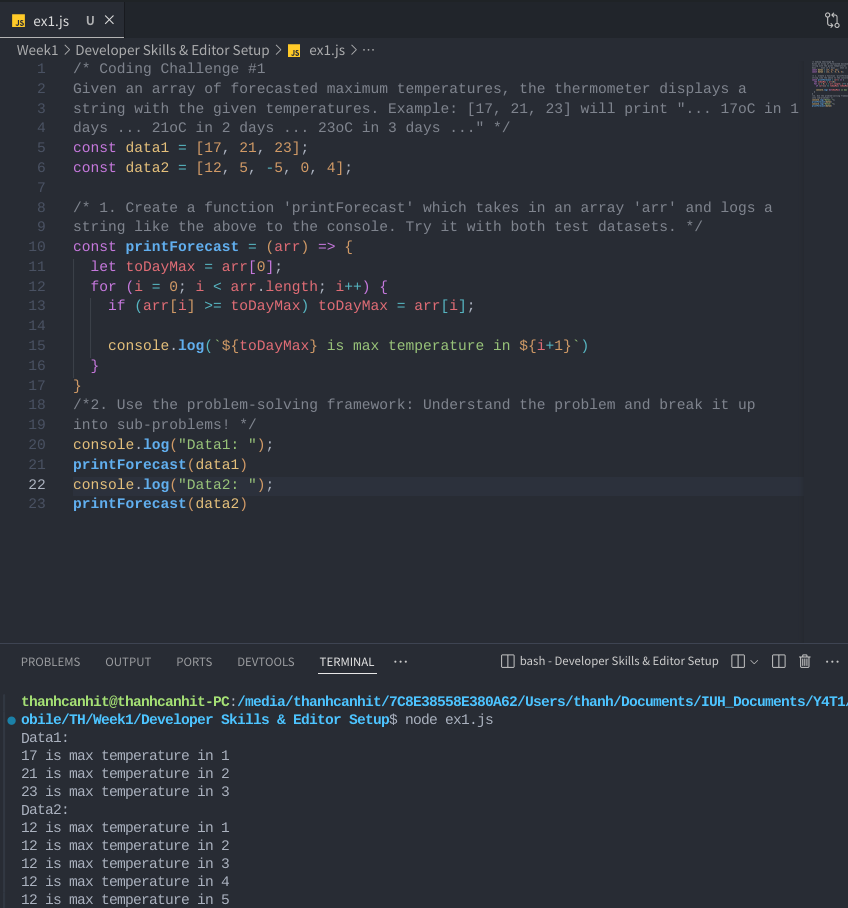 JS ex1.js U
Week1 > Developer Skills & Editor Setup > JS ex1.js > ...
1 /* Coding Challenge #1
2 Given an array of forecasted maximum temperatures, the thermometer displays a
3 string with the given temperatures. Example: [17, 21, 23] will print "... 17oC in 1
4 days ... 21oC in 2 days ... 23oC in 3 days ..." */
5 const data1 = [17, 21, 23];
6 const data2 = [12, 5, -5, 0, 4];
7
8 /* 1. Create a function 'printForecast' which takes in an array 'arr' and logs a
9 string like the above to the console. Try it with both test datasets. */
10 const printForecast = (arr) => {
11   let toDayMax = arr[0];
12   for (i = 0; i < arr.length; i++) {
13     if (arr[i] >= toDayMax) toDayMax = arr[i];
14
15     console.log(`${toDayMax} is max temperature in ${i+1}`)
16   }
17 }
18 /*2. Use the problem-solving framework: Understand the problem and break it up
19 into sub-problems! */
20 console.log("Data1: ");
21 printForecast(data1)
22 console.log("Data2: ");
23 printForecast(data2)
PROBLEMS OUTPUT PORTS DEVTOOLS TERMINAL ... bash - Developer Skills & Editor Setup ...
thanhcanhit@thanhcanhit-PC:/media/thanhcanhit/7C8E38558E380A62/Users/thanh/Documents/IUH_Documents/Y4T1/
obile/TH/Week1/Developer Skills & Editor Setup$ node ex1.js
Data1:
17 is max temperature in 1
21 is max temperature in 2
23 is max temperature in 3
Data2:
12 is max temperature in 1
12 is max temperature in 2
12 is max temperature in 3
12 is max temperature in 4
12 is max temperature in 5